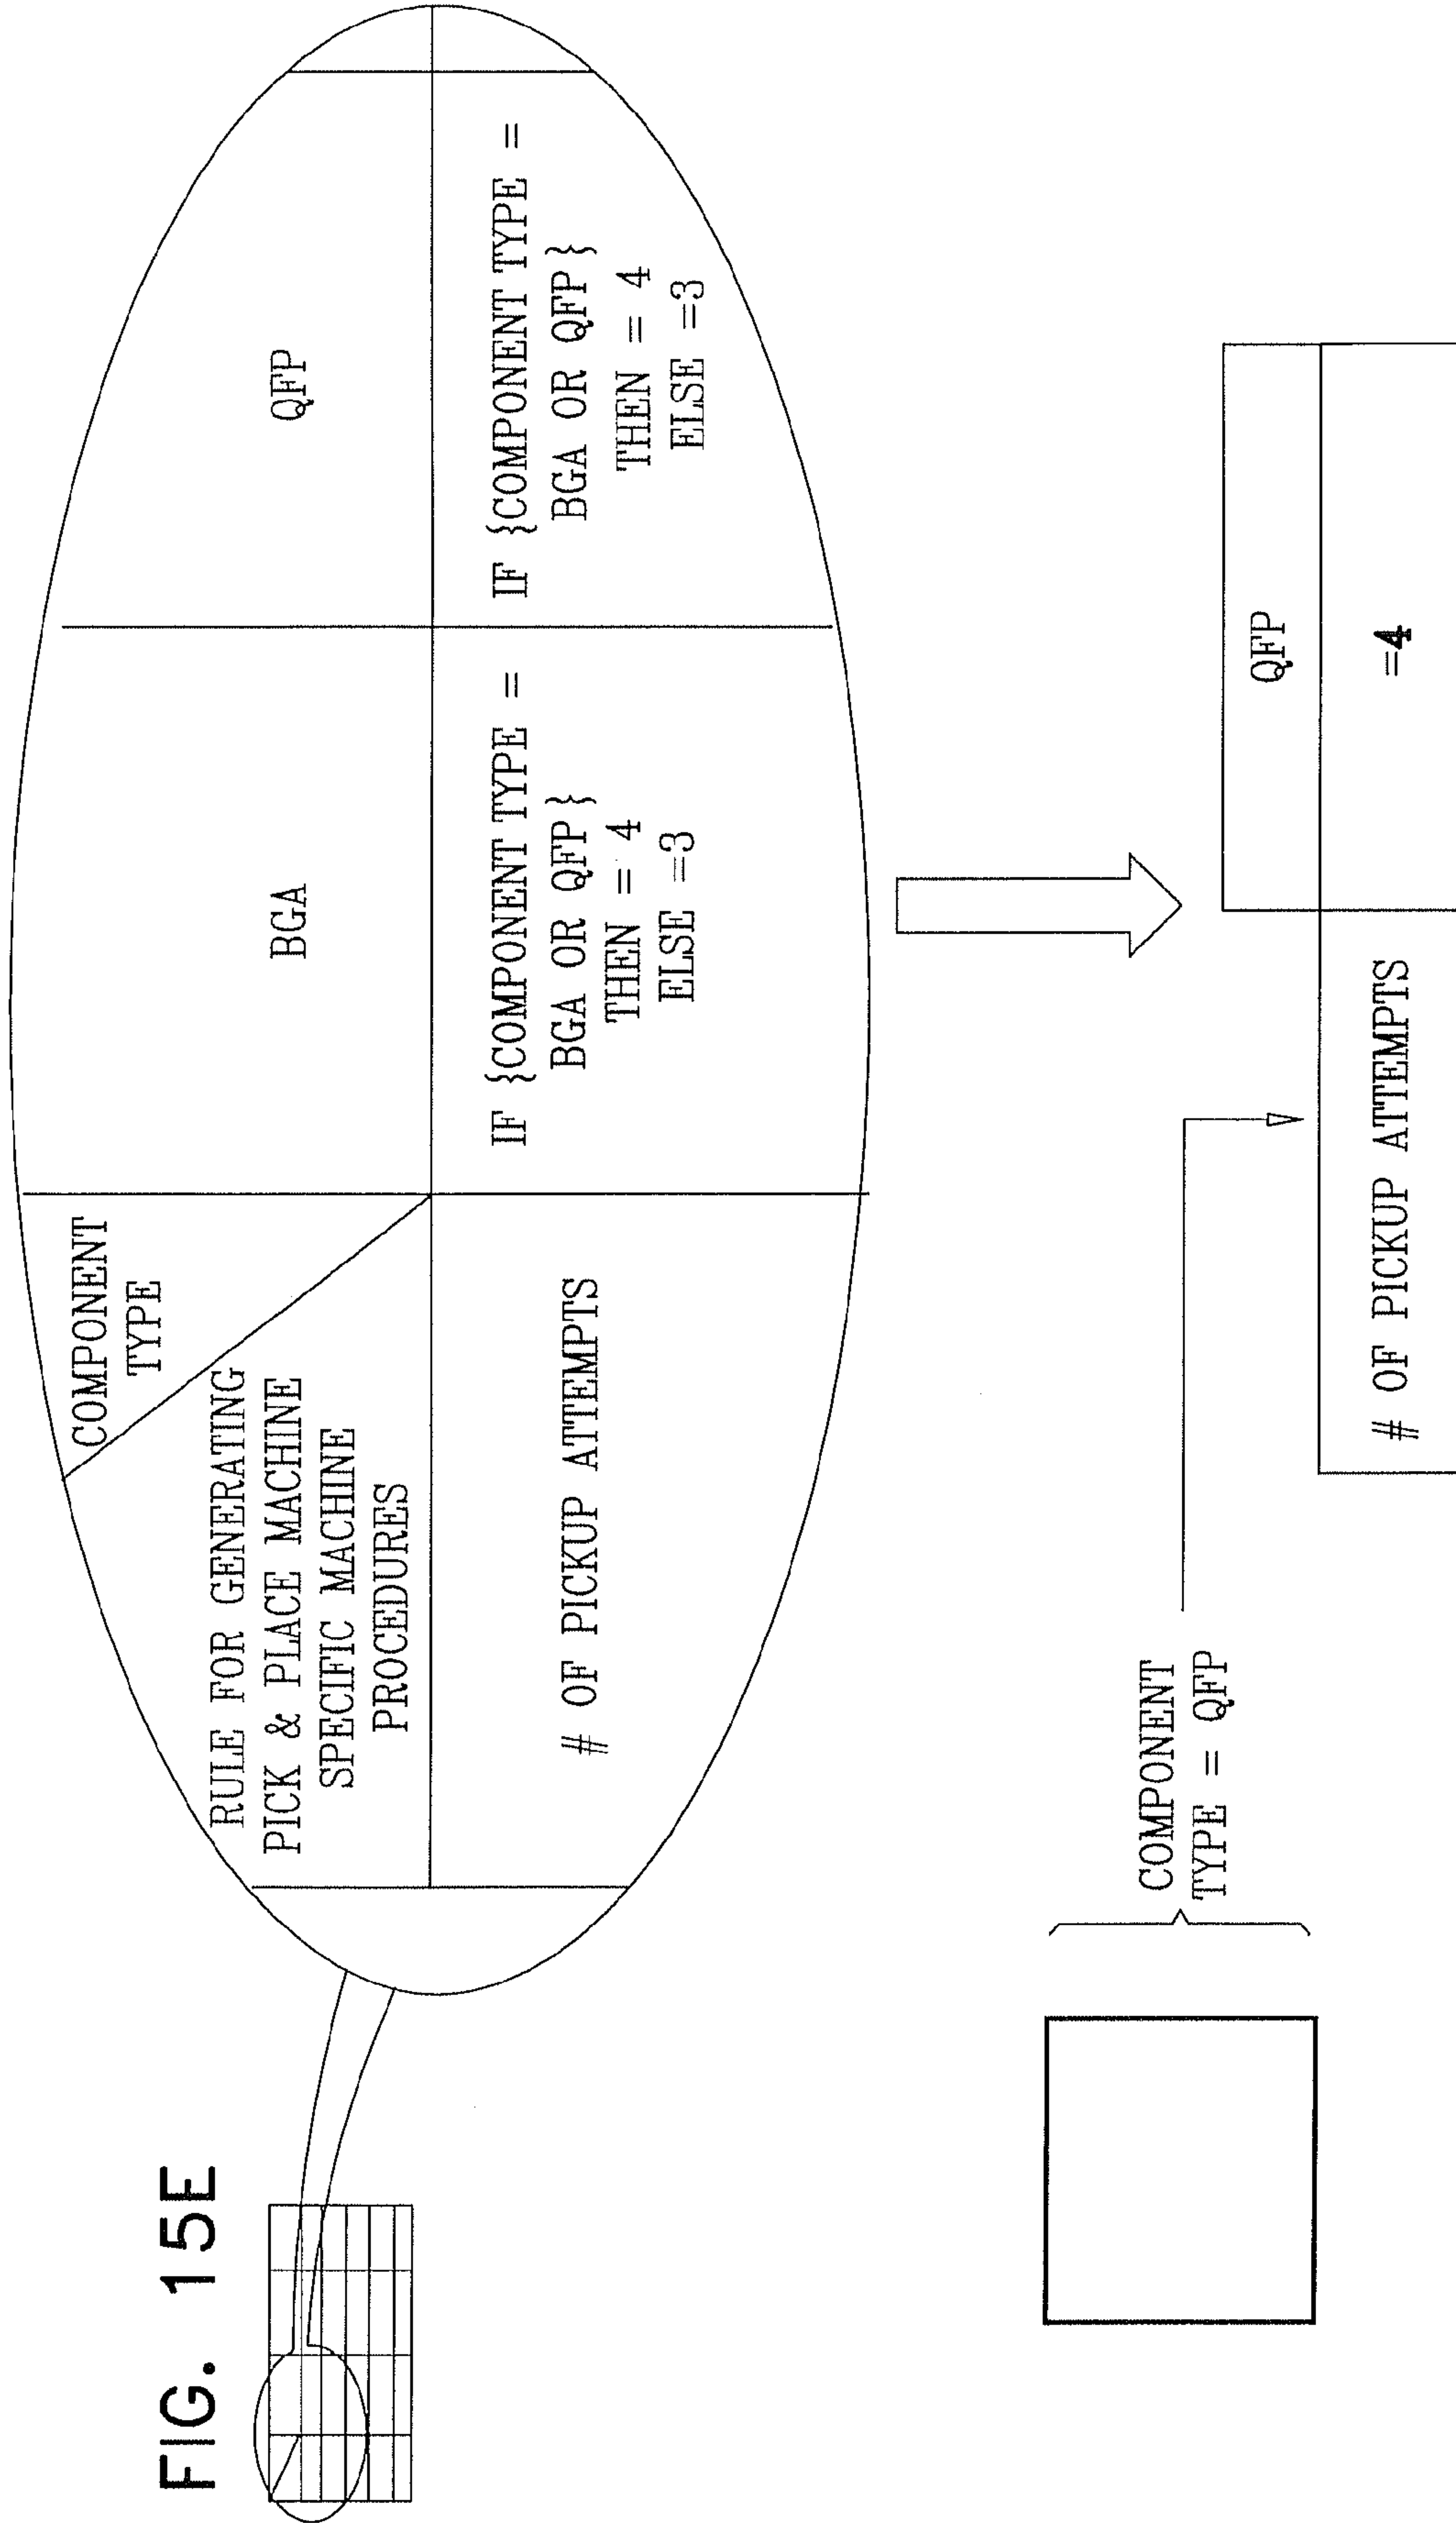 FIG. 15E
COMPONENT
TYPE
RULE FOR GENERATING
PICK & PLACE MACHINE
SPECIFIC MACHINE
PROCEDURES
BGA
QFP
# OF PICKUP ATTEMPTS
IF {COMPONENT TYPE =
BGA OR QFP}
THEN = 4
ELSE =3
IF {COMPONENT TYPE =
BGA OR QFP}
THEN = 4
ELSE =3
COMPONENT
TYPE = QFP
QFP
# OF PICKUP ATTEMPTS
=4